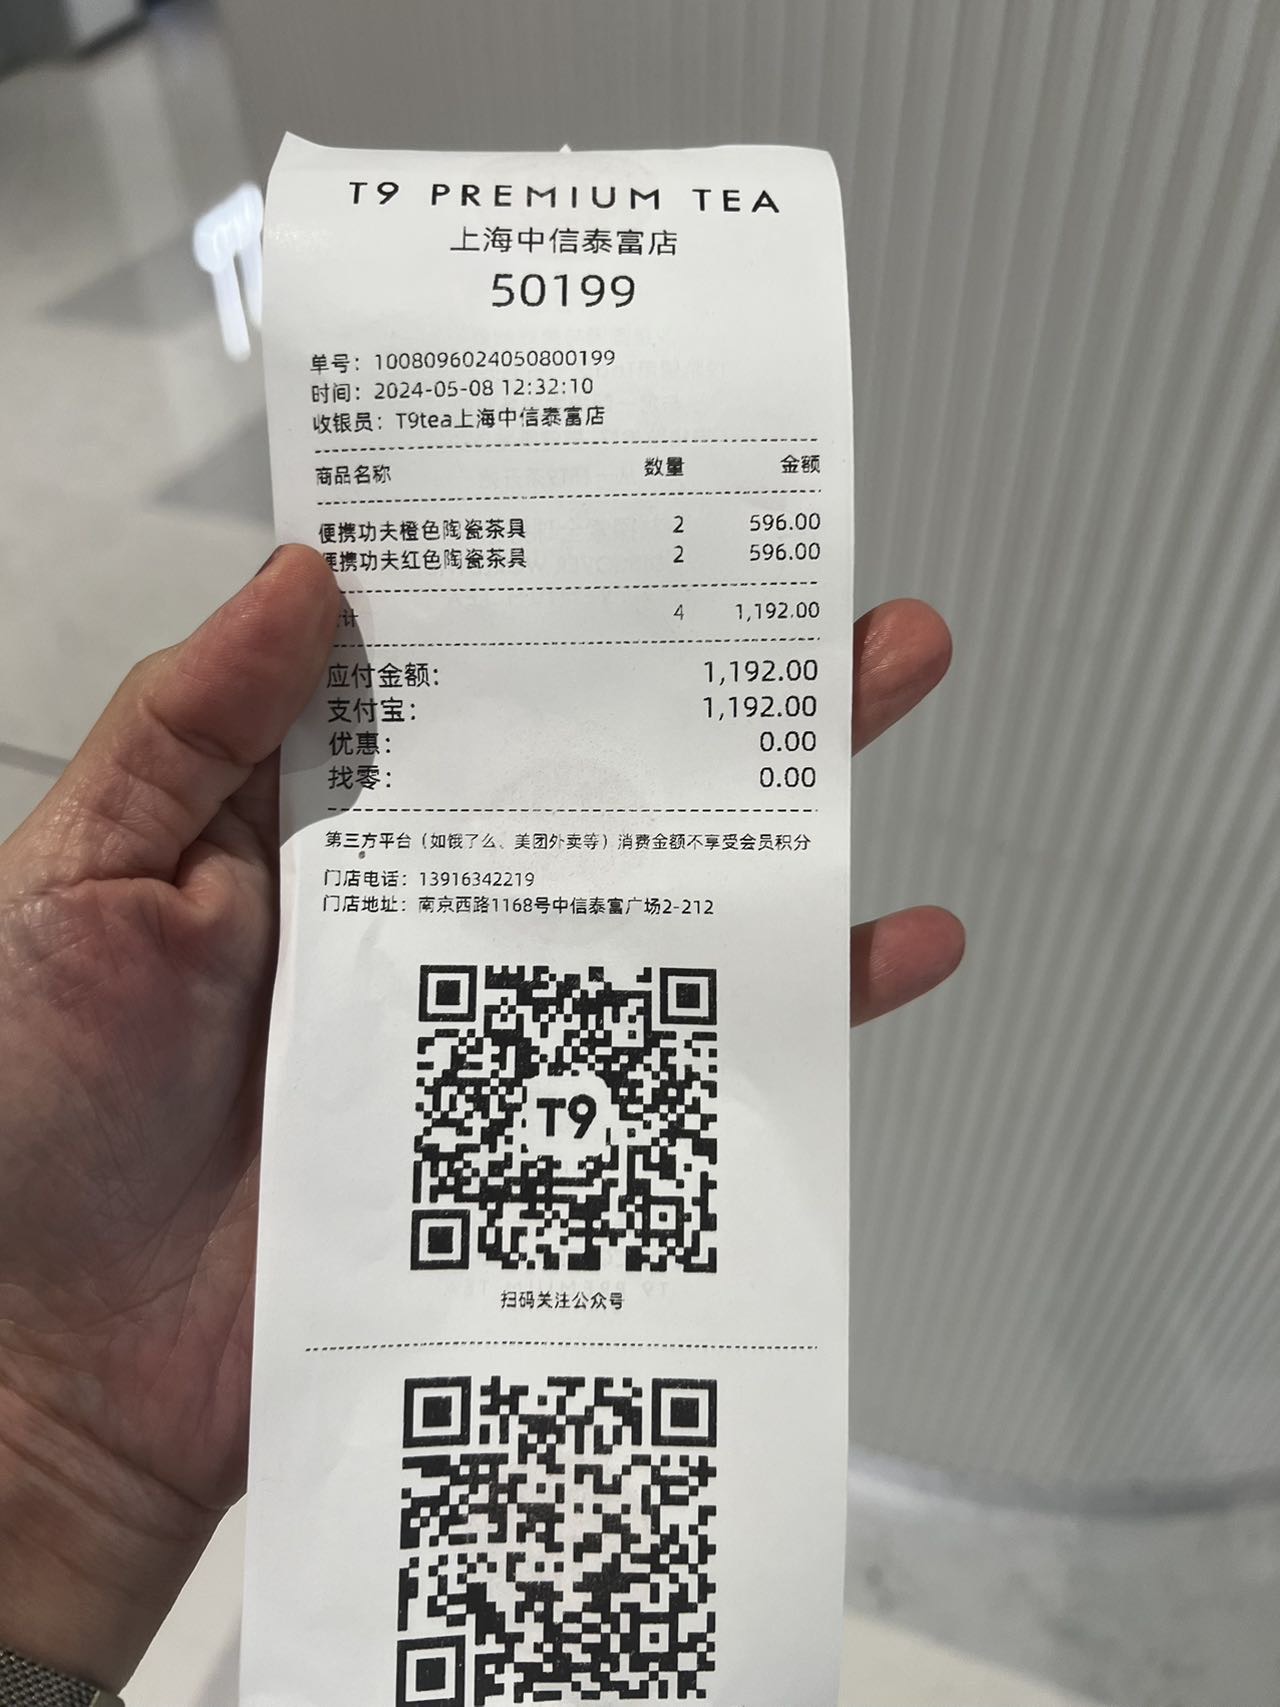 T9 PREMIUM TEA
上海中信泰富店
50199
单号：1008096024050800199
时间：2024-05-08 12:32:10
收银员：T9tea上海中信泰富店
商品名称 数量 金额
便携功夫橙色陶瓷茶具 2 596.00
便携功夫红色陶瓷茶具 2 596.00
计 4 1,192.00
应付金额: 1,192.00
支付宝: 1,192.00
优惠: 0.00
找零: 0.00
第三方平台（如饿了么、美团外卖等）消费金额不享受会员积分
门店电话：13916342219
门店地址：南京西路1168号中信泰富广场2-212
T9
扫码关注公众号